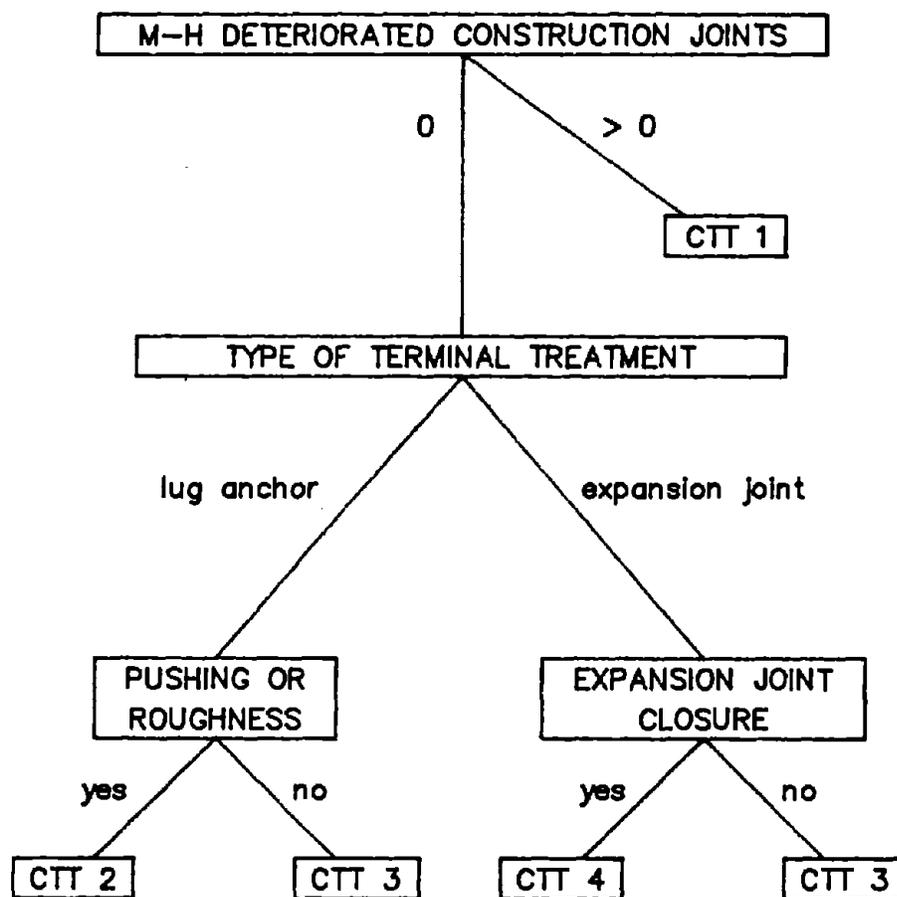 M-H DETERIORATED CONSTRUCTION JOINTS
0
> 0
CTT 1
TYPE OF TERMINAL TREATMENT
lug anchor
expansion joint
PUSHING OR
ROUGHNESS
EXPANSION JOINT
CLOSURE
yes
no
yes
no
CTT 2
CTT 3
CTT 4
CTT 3